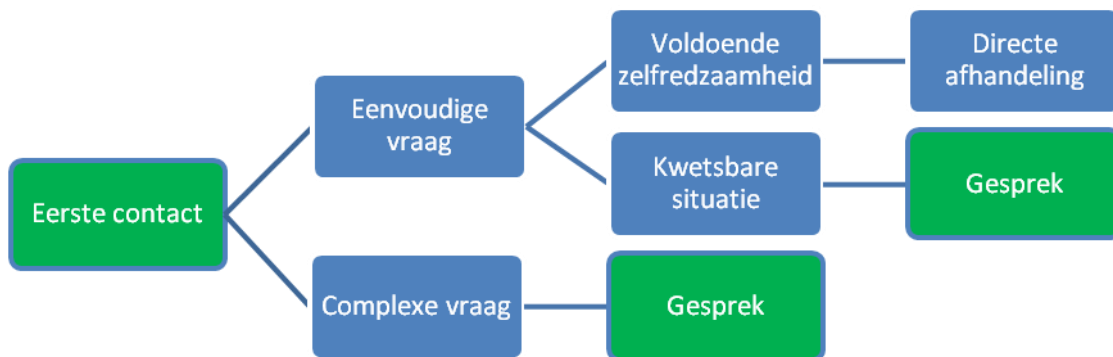 Voldoende
zelfredzaamheid
Directe
afhandeling
Eenvoudige
vraag
Kwetsbare
situatie
Gesprek
Eerste contact
Complexe vraag
Gesprek